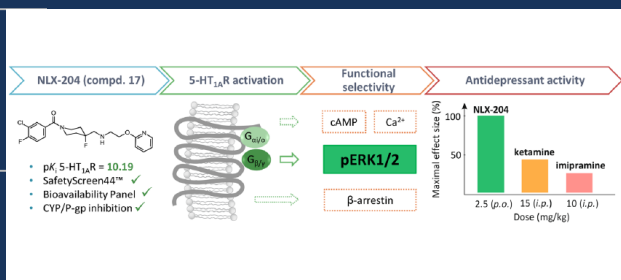 NLX-204 (compd. 17)
5-HT1AR activation
Functional
selectivity
Antidepressant activity
Cl
F
O
N
F
N
H
O
N
• pKi 5-HT1AR = 10.19
• SafetyScreen44™ ✓
• Bioavailability Panel ✓
• CYP/P-gp inhibition ✓
Gαi/o
Gβ/γ
cAMP
Ca²⁺
pERK1/2
β-arrestin
Maximal effect size (%)
100
50
NLX-204
ketamine
imipramine
2.5 (p.o.) 15 (i.p.) 10 (i.p.)
Dose (mg/kg)